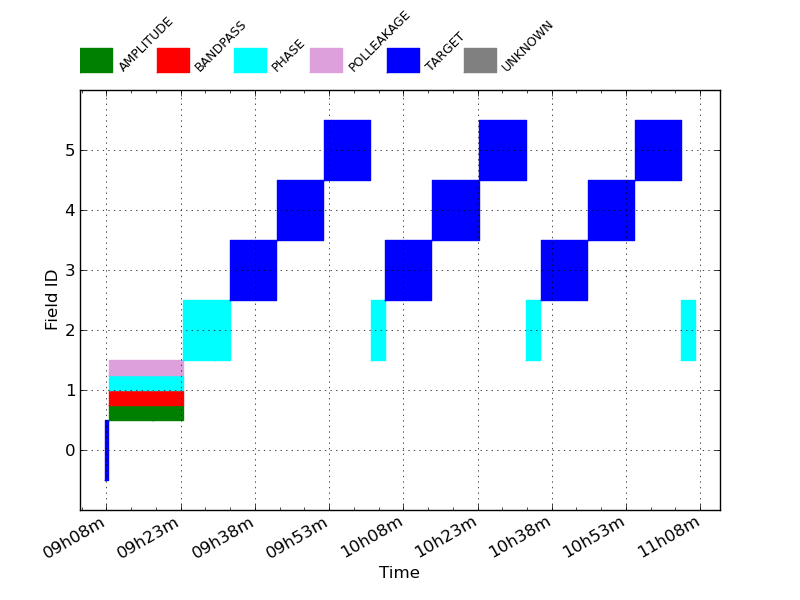 AMPLITUDE
BANDPASS
PHASE
POLLEAKAGE
TARGET
UNKNOWN
Field ID
5
4
3
2
1
0
09h08m
09h23m
09h38m
09h53m
10h08m
10h23m
10h38m
10h53m
11h08m
Time